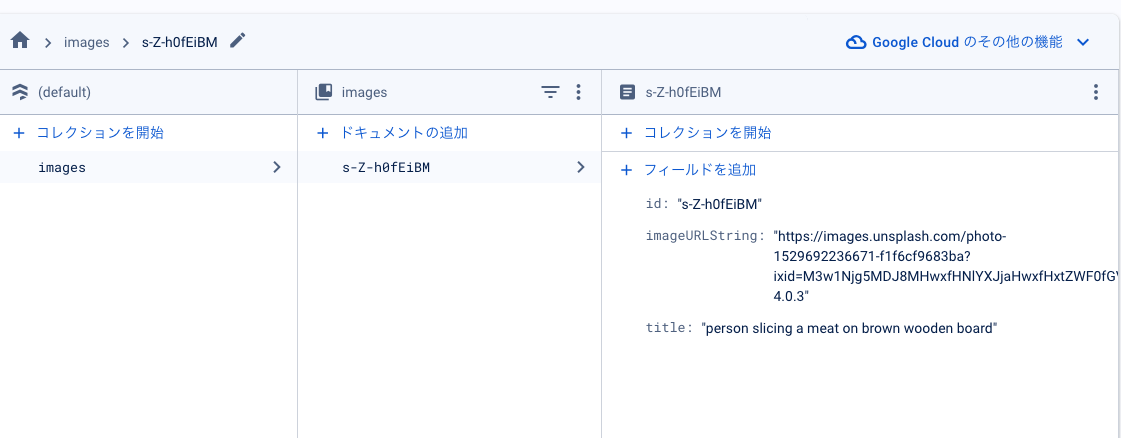 images
s-Z-h0fEiBM
Google Cloud のその他の機能
(default)
images
s-Z-h0fEiBM
コレクションを開始
ドキュメントの追加
コレクションを開始
images
s-Z-h0fEiBM
フィールドを追加
id: "s-Z-h0fEiBM"
imageURLString: "https://images.unsplash.com/photo-
1529692236671-f1f6cf9683ba?
ixid=M3w1Njg5MDJ8MHwxfHNlYXJjaHwxfHxtZWF0fG
4.0.3"
title: "person slicing a meat on brown wooden board"